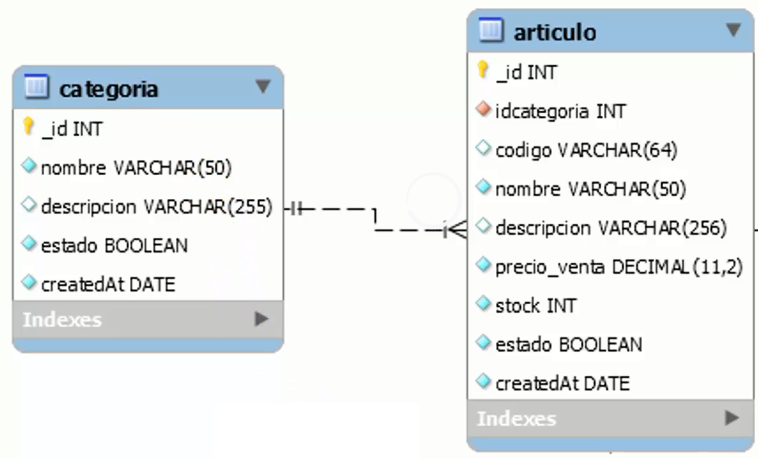 categoria
_id INT
nombre VARCHAR(50)
descripcion VARCHAR(255)
estado BOOLEAN
createdAt DATE
Indexes
articulo
_id INT
idcategoria INT
codigo VARCHAR(64)
nombre VARCHAR(50)
descripcion VARCHAR(256)
precio_venta DECIMAL(11,2)
stock INT
estado BOOLEAN
createdAt DATE
Indexes